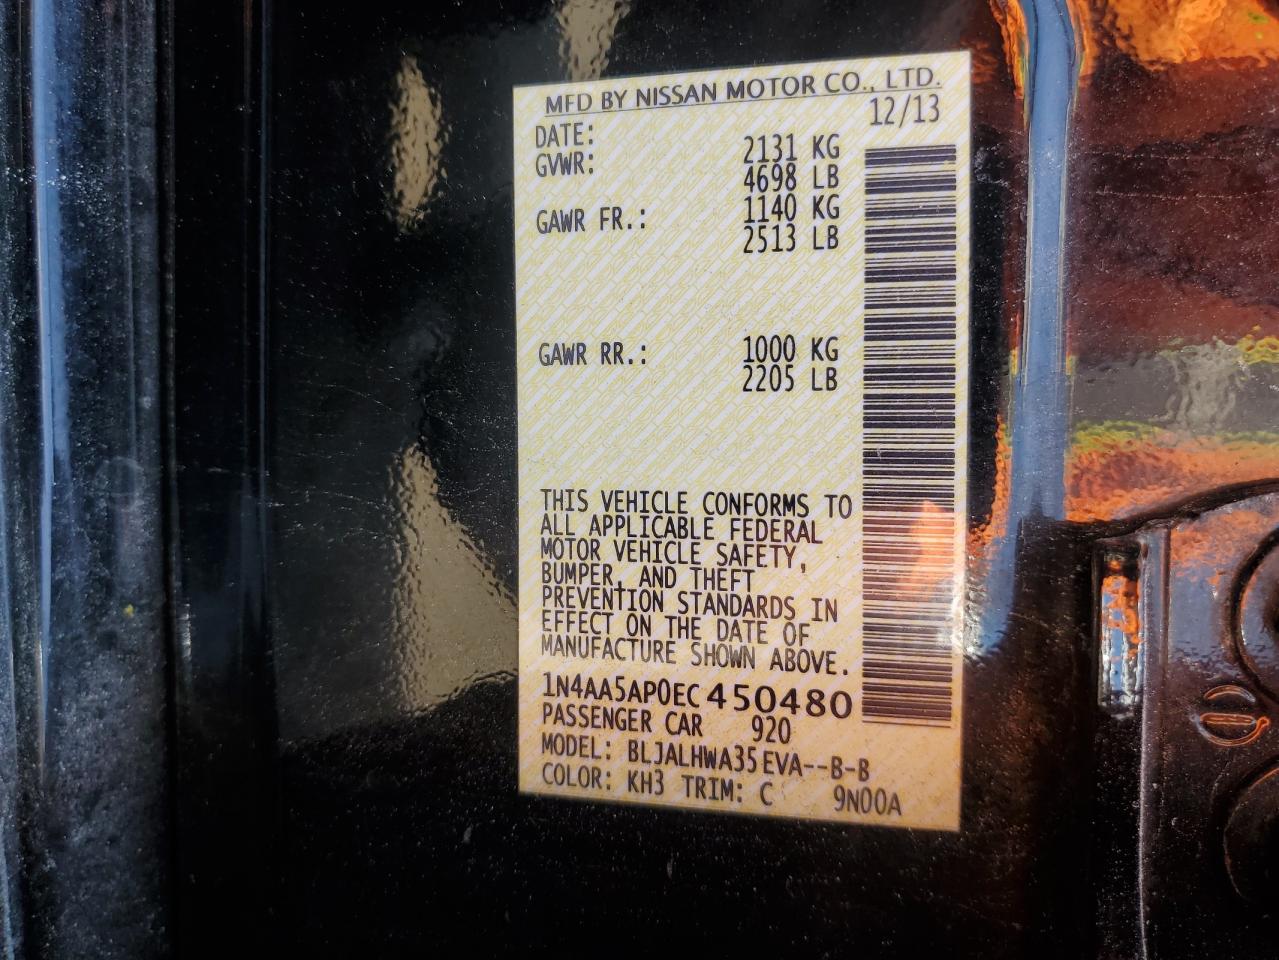 MFD BY NISSAN MOTOR CO., LTD.
DATE: 12/13
GVWR: 2131 KG
4698 LB
GAWR FR.: 1140 KG
2513 LB
GAWR RR.: 1000 KG
2205 LB
THIS VEHICLE CONFORMS TO
ALL APPLICABLE FEDERAL
MOTOR VEHICLE SAFETY,
BUMPER, AND THEFT
PREVENTION STANDARDS IN
EFFECT ON THE DATE OF
MANUFACTURE SHOWN ABOVE.
1N4AA5AP0EC450480
PASSENGER CAR 920
MODEL: BLJALHWA35EVA--B-B
COLOR: KH3 TRIM: C 9N00A